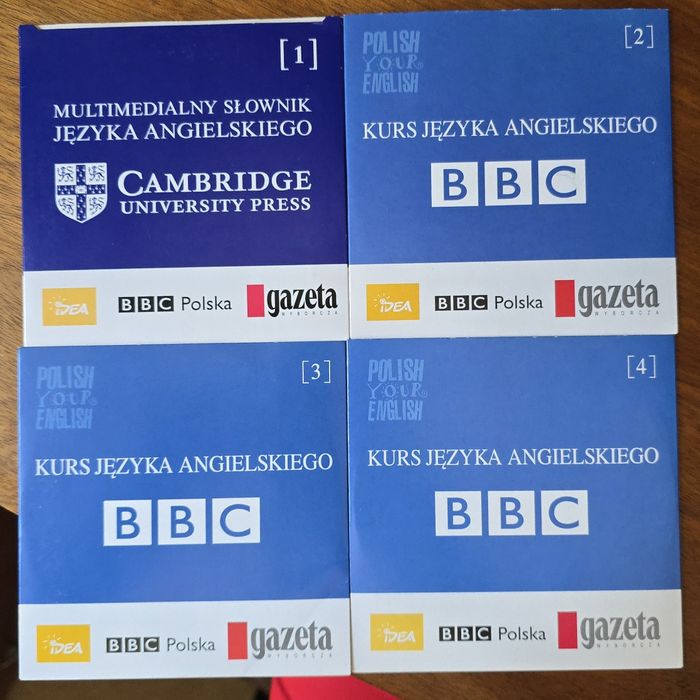 [1]
MULTIMEDIALNY SŁOWNIK
JĘZYKA ANGIELSKIEGO
CAMBRIDGE
UNIVERSITY PRESS
iDEA
BBC Polska
gazeta
WYBORCZA
[2]
POLISH
YOUR
ENGLISH
KURS JĘZYKA ANGIELSKIEGO
BBC
iDEA
BBC Polska
gazeta
WYBORCZA
[3]
POLISH
YOUR
ENGLISH
KURS JĘZYKA ANGIELSKIEGO
BBC
iDEA
BBC Polska
gazeta
WYBORCZA
[4]
POLISH
YOUR
ENGLISH
KURS JĘZYKA ANGIELSKIEGO
BBC
iDEA
BBC Polska
gazeta
WYBORCZA